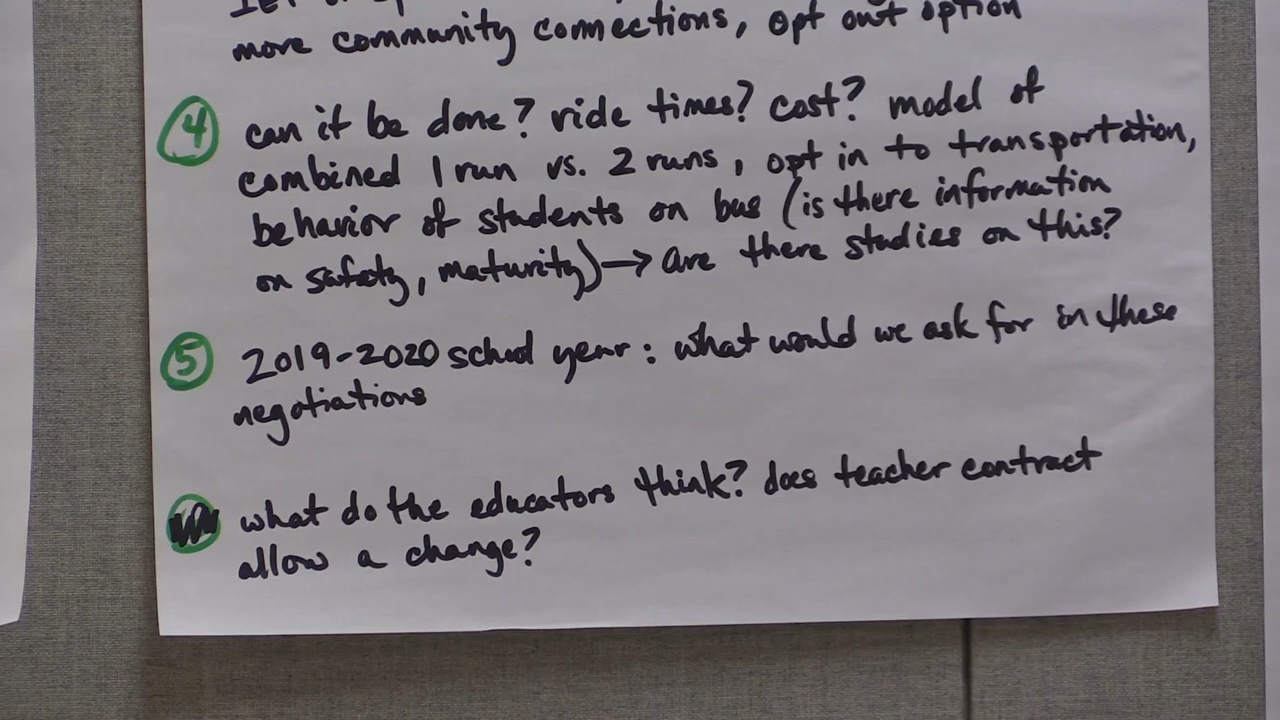 more community connections, opt out option
4 can it be done? ride times? cost? model of
combined 1 run vs. 2 runs, opt in to transportation,
behavior of students on bus (is there information
on safety, maturity) → are there studies on this?
5 2019-2020 school year: what would we ask for in these
negotiations
what do the educators think? does teacher contract
allow a change?